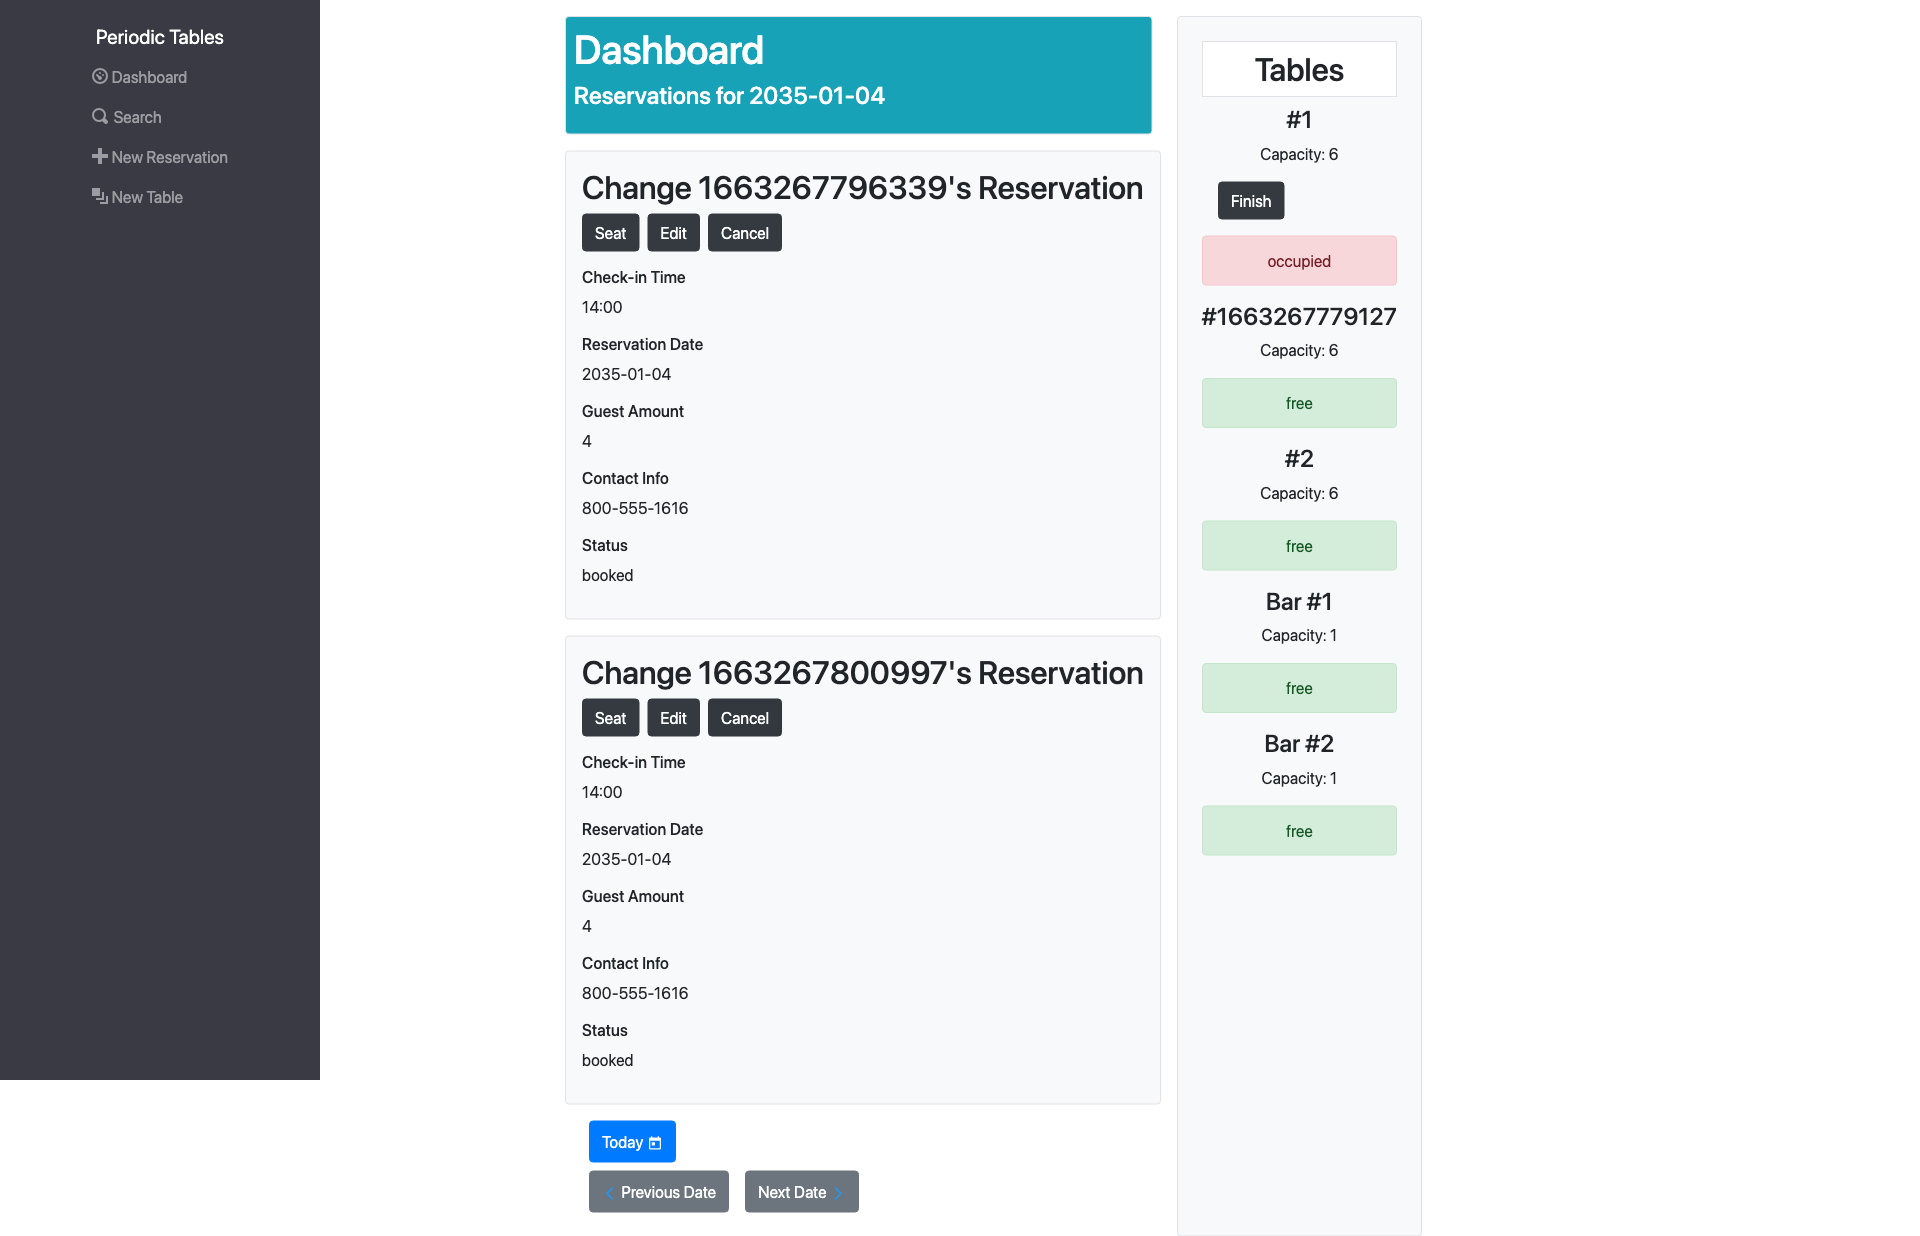 Periodic Tables
Dashboard
Search
New Reservation
New Table
Dashboard
Reservations for 2035-01-04
Change 1663267796339's Reservation
Seat Edit Cancel
Check-in Time
14:00
Reservation Date
2035-01-04
Guest Amount
4
Contact Info
800-555-1616
Status
booked
Change 1663267800997's Reservation
Seat Edit Cancel
Check-in Time
14:00
Reservation Date
2035-01-04
Guest Amount
4
Contact Info
800-555-1616
Status
booked
Today
Previous Date Next Date
Tables
#1
Capacity: 6
Finish
occupied
#1663267779127
Capacity: 6
free
#2
Capacity: 6
free
Bar #1
Capacity: 1
free
Bar #2
Capacity: 1
free